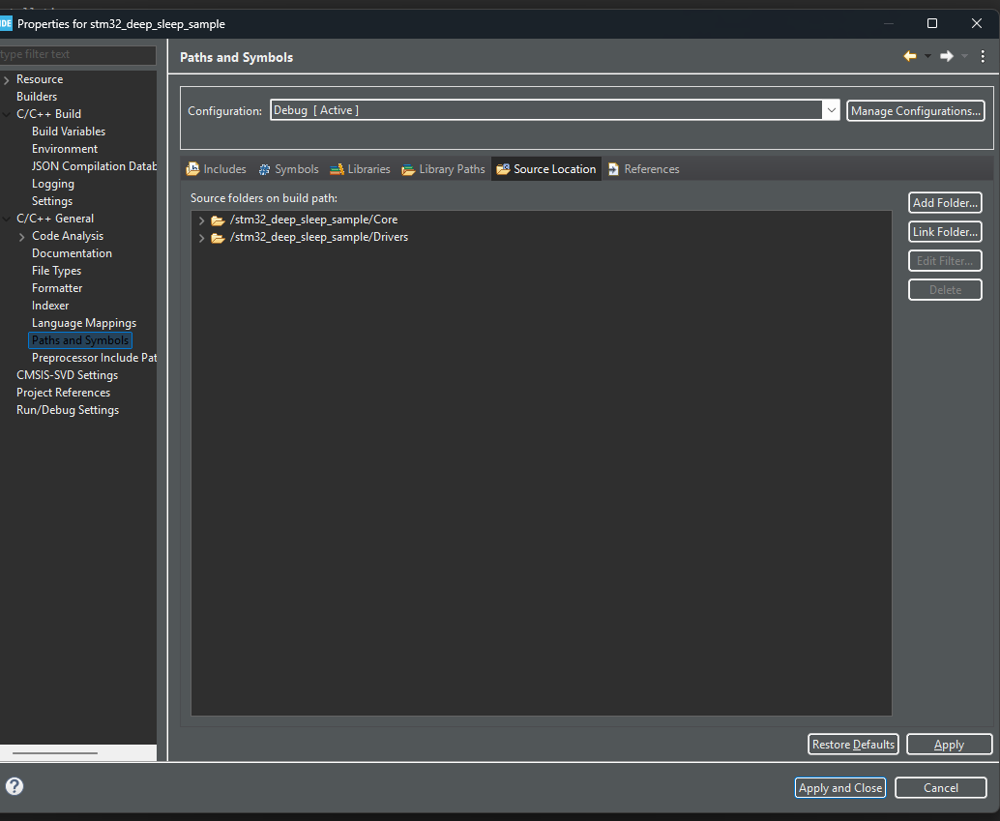 IDE Properties for stm32_deep_sleep_sample
type filter text
Resource
Builders
C/C++ Build
Build Variables
Environment
JSON Compilation Datab
Logging
Settings
C/C++ General
Code Analysis
Documentation
File Types
Formatter
Indexer
Language Mappings
Paths and Symbols
Preprocessor Include Pat
CMSIS-SVD Settings
Project References
Run/Debug Settings
Paths and Symbols
Configuration: Debug [ Active ] Manage Configurations...
Includes Symbols Libraries Library Paths Source Location References
Source folders on build path:
/stm32_deep_sleep_sample/Core
/stm32_deep_sleep_sample/Drivers
Add Folder...
Link Folder...
Edit Filter...
Delete
Restore Defaults Apply
? Apply and Close Cancel